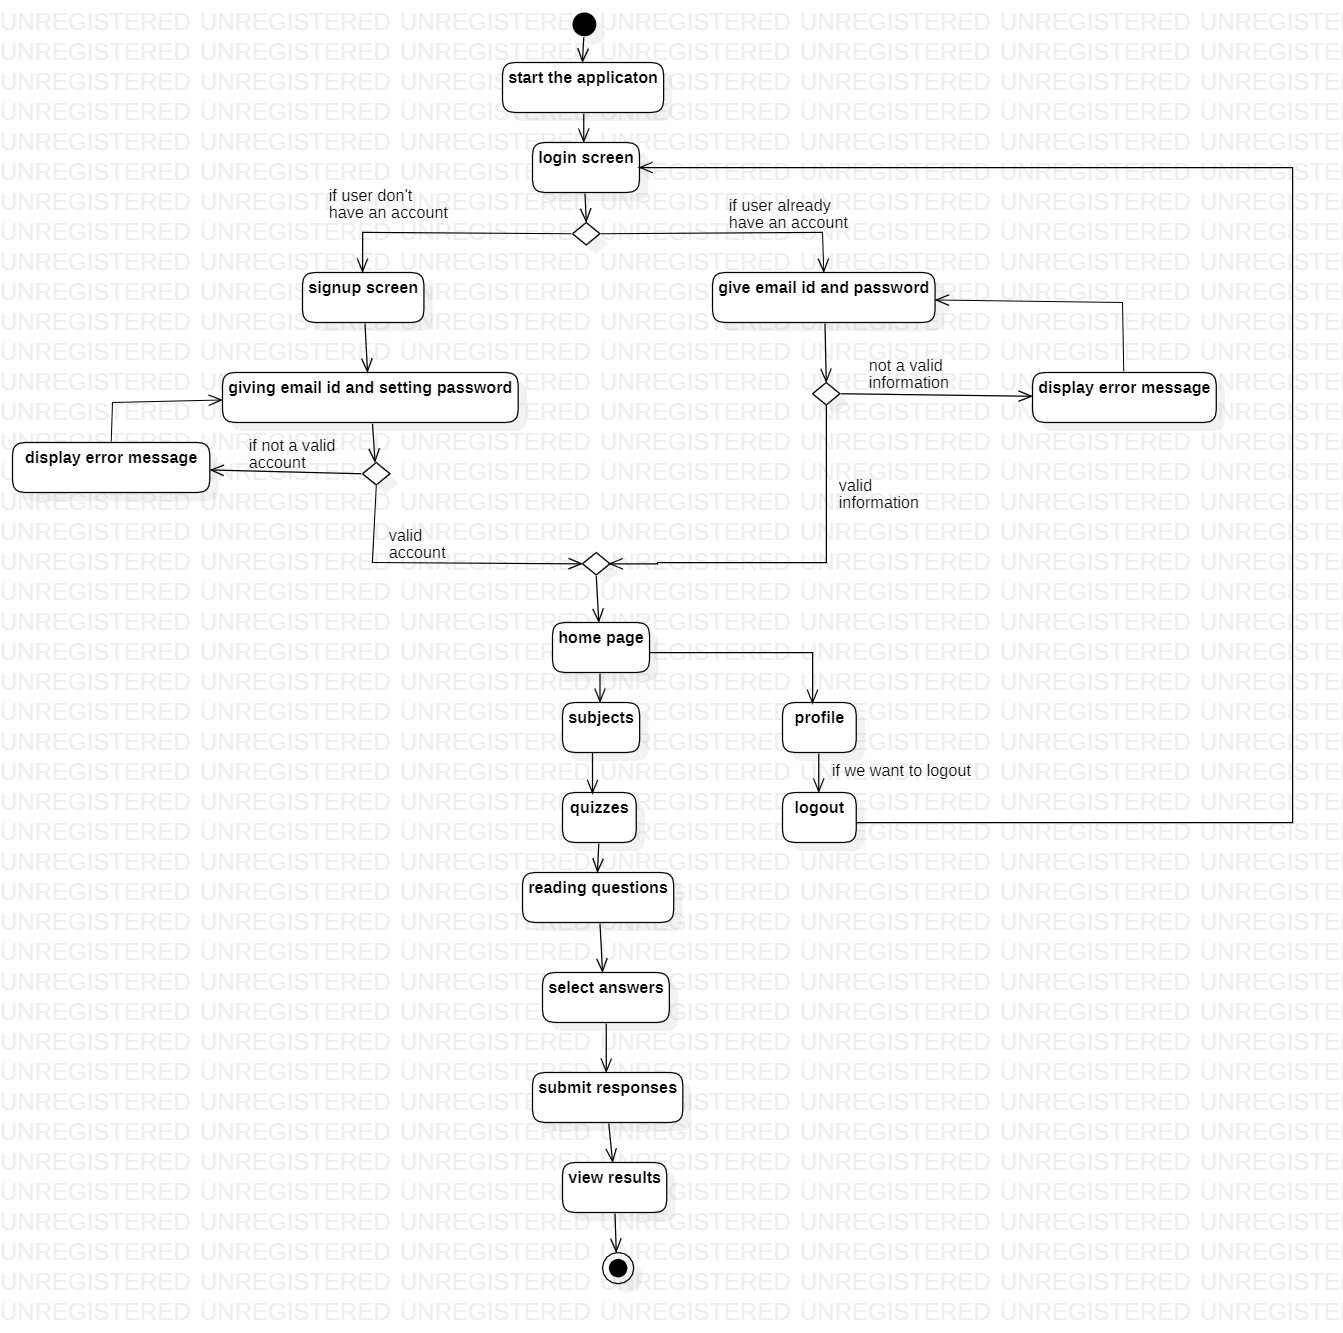 start the applicaton
login screen
if user don't
have an account
if user already
have an account
signup screen
give email id and password
giving email id and setting password
not a valid
information
display error message
display error message
if not a valid
account
valid
information
valid
account
home page
subjects
profile
if we want to logout
quizzes
logout
reading questions
select answers
submit responses
view results
UNREGISTERED